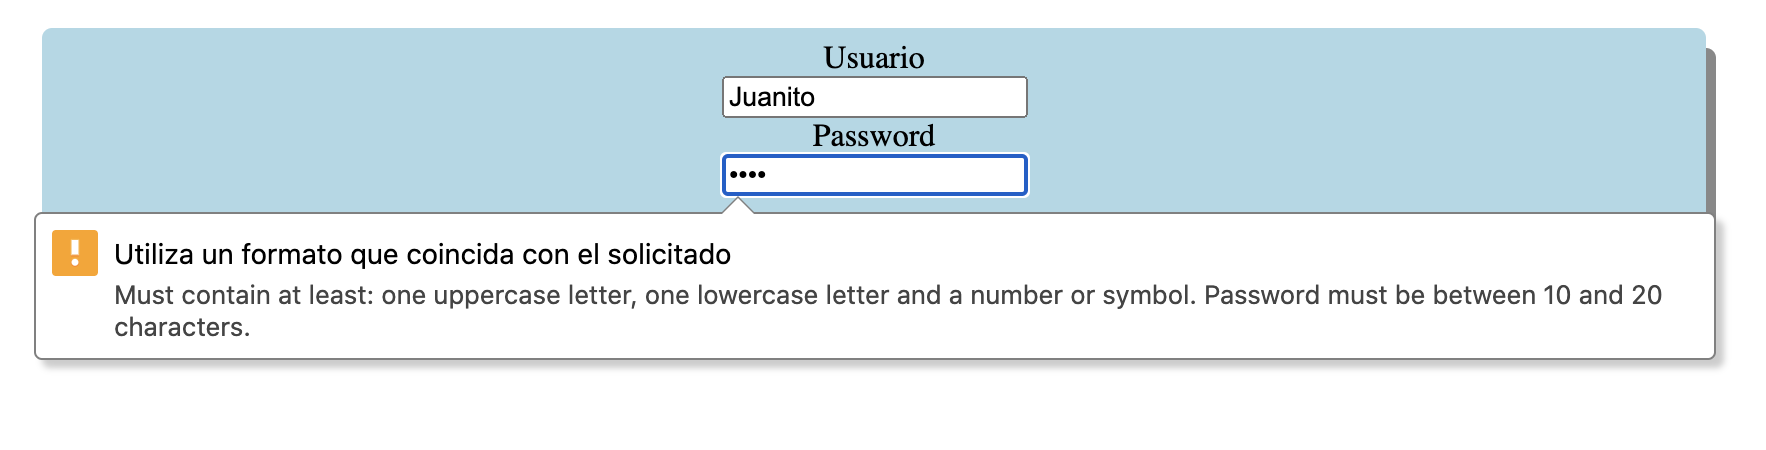 Usuario
Juanito
Password
••••
Utiliza un formato que coincida con el solicitado
Must contain at least: one uppercase letter, one lowercase letter and a number or symbol. Password must be between 10 and 20
characters.